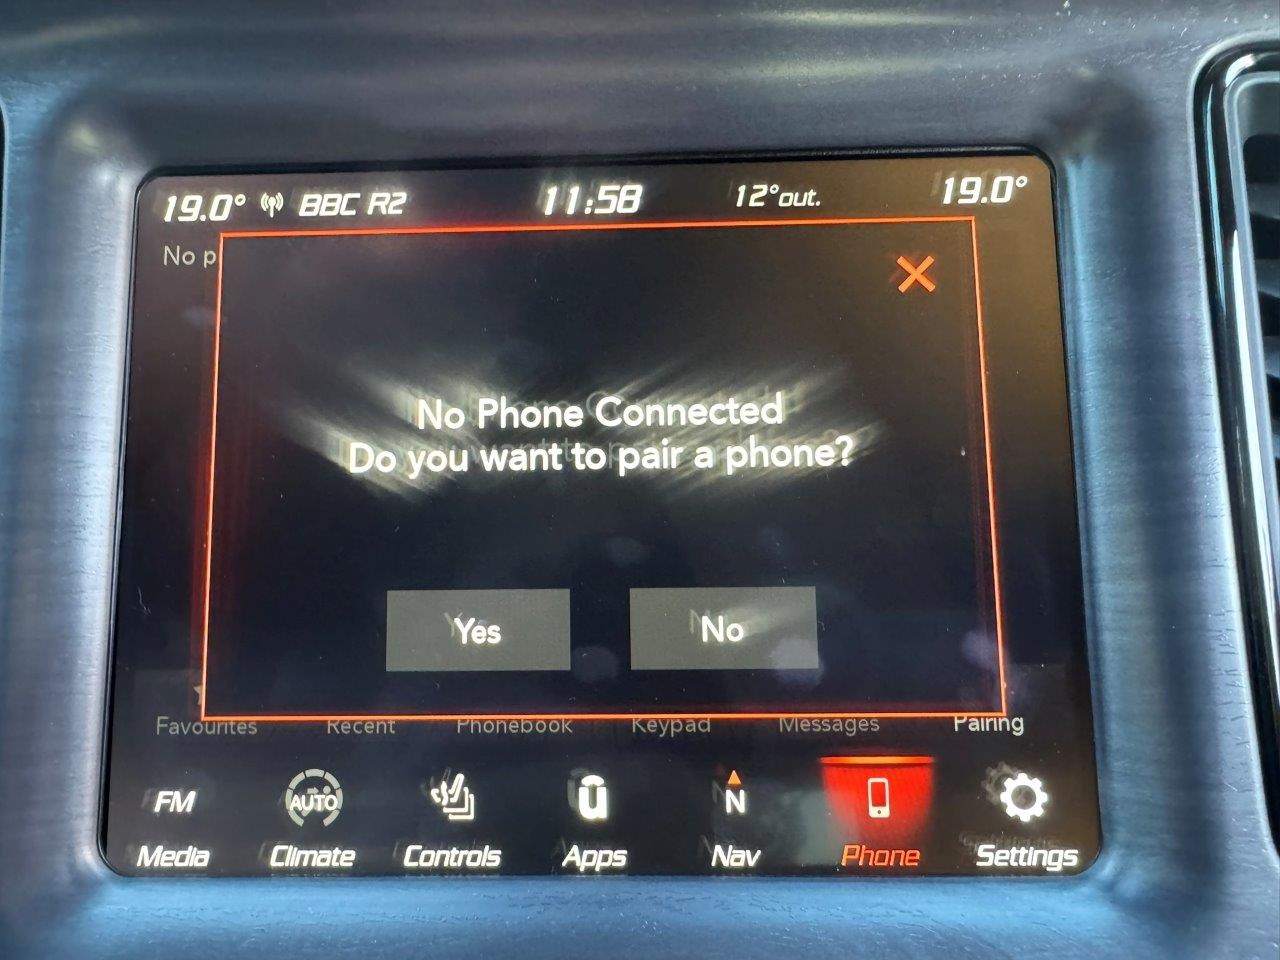 19.0° BBC R2 11:58 12°out. 19.0°
No p
No Phone Connected
Do you want to pair a phone?
Yes No
Favourites Recent Phonebook Keypad Messages Pairing
FM AUTO ū N
Media Climate Controls Apps Nav Phone Settings